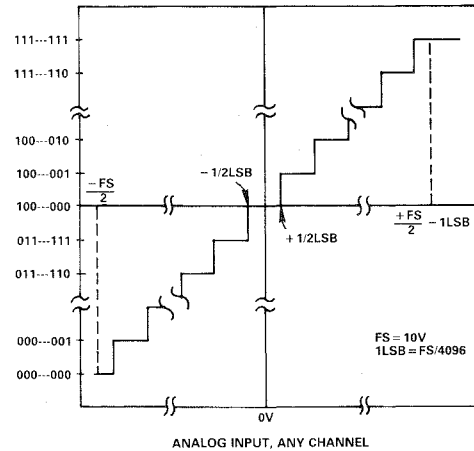 111---111
111---110
100---010
100---001
100---000
011---111
011---110
000---001
000---000
-FS
2
-1/2LSB
+1/2LSB
+FS
2
-1LSB
FS=10V
1LSB=FS/4096
0V
ANALOG INPUT, ANY CHANNEL